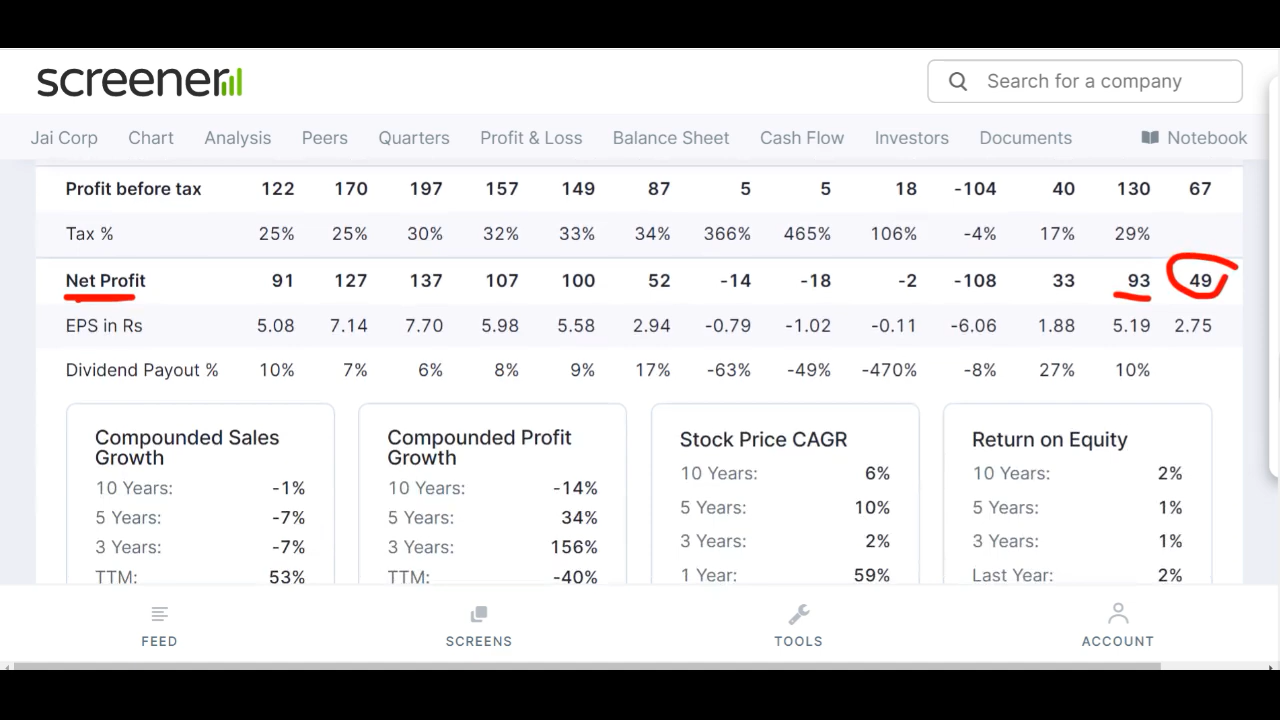 screener
Search for a company
Jai Corp Chart Analysis Peers Quarters Profit & Loss Balance Sheet Cash Flow Investors Documents Notebook
Profit before tax 122 170 197 157 149 87 5 5 18 -104 40 130 67
Tax % 25% 25% 30% 32% 33% 34% 366% 465% 106% -4% 17% 29%
Net Profit 91 127 137 107 100 52 -14 -18 -2 -108 33 93 49
EPS in Rs 5.08 7.14 7.70 5.98 5.58 2.94 -0.79 -1.02 -0.11 -6.06 1.88 5.19 2.75
Dividend Payout % 10% 7% 6% 8% 9% 17% -63% -49% -470% -8% 27% 10%
Compounded Sales
Growth
10 Years: -1%
5 Years: -7%
3 Years: -7%
TTM: 53%
Compounded Profit
Growth
10 Years: -14%
5 Years: 34%
3 Years: 156%
TTM: -40%
Stock Price CAGR
10 Years: 6%
5 Years: 10%
3 Years: 2%
1 Year: 59%
Return on Equity
10 Years: 2%
5 Years: 1%
3 Years: 1%
Last Year: 2%
FEED SCREENS TOOLS ACCOUNT